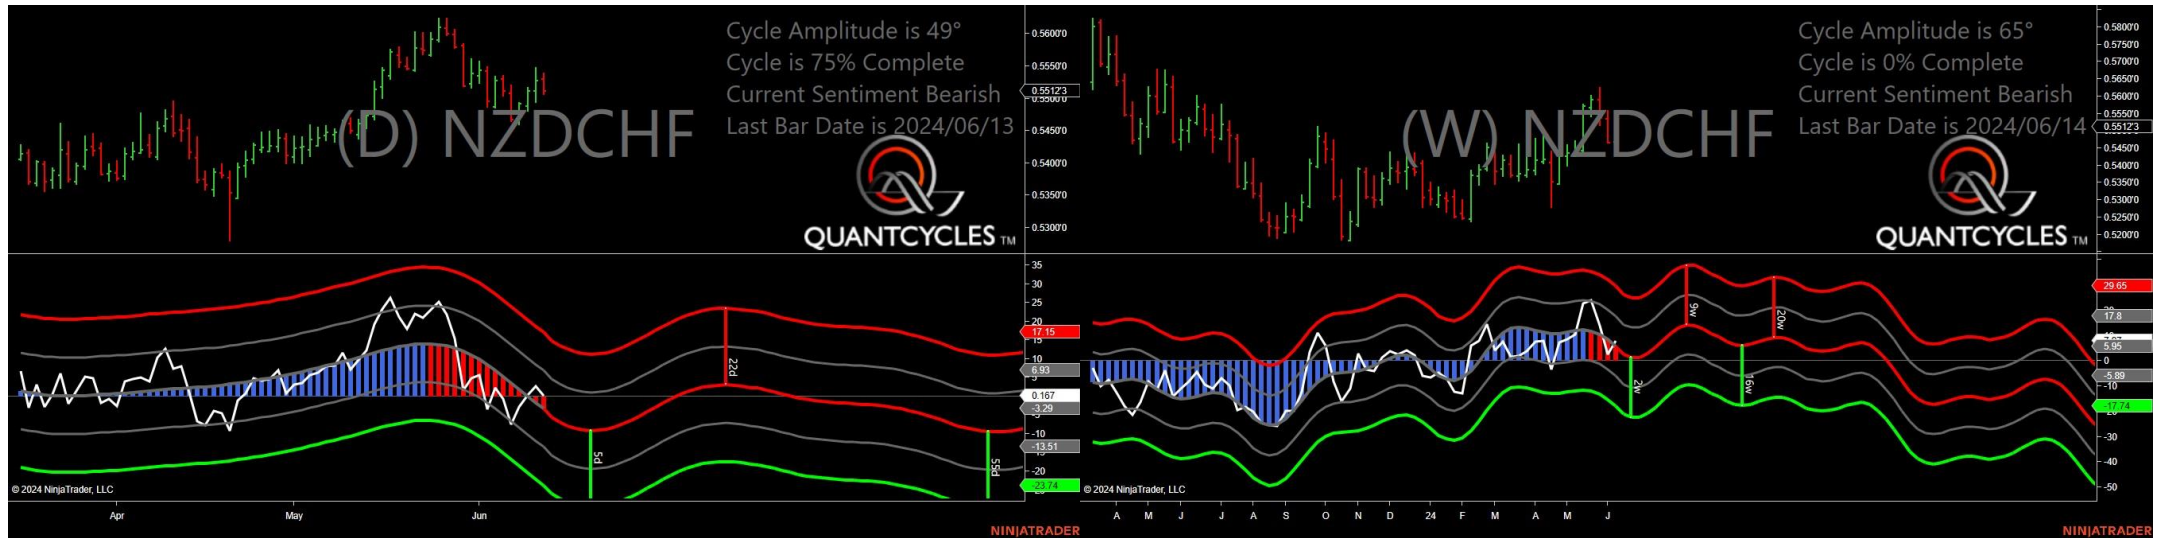 Cycle Amplitude is 49°
Cycle is 75% Complete
Current Sentiment Bearish
Last Bar Date is 2024/06/13
(D) NZDCHF
QUANTCYCLES TM
0.5600'0
0.5550'0
0.5512'3
0.5500'0
0.5450'0
0.5400'0
0.5350'0
0.5300'0
35
30
25
20
17.15
15
10
6.93
5
0.167
-3.29
-10
-13.51
-20
-23.74
5d
22d
55d
© 2024 NinjaTrader, LLC
Apr May Jun
NINJATRADER
Cycle Amplitude is 65°
Cycle is 0% Complete
Current Sentiment Bearish
Last Bar Date is 2024/06/14
(W) NZDCHF
QUANTCYCLES TM
0.5800'0
0.5750'0
0.5700'0
0.5650'0
0.5600'0
0.5550'0
0.5512'3
0.5450'0
0.5400'0
0.5350'0
0.5300'0
0.5250'0
0.5200'0
29.65
17.8
5.95
0
-5.89
-10
-17.74
-30
-40
-50
2w
9w
16w
20w
© 2024 NinjaTrader, LLC
A M J J A S O N D 24 F M A M J
NINJATRADER